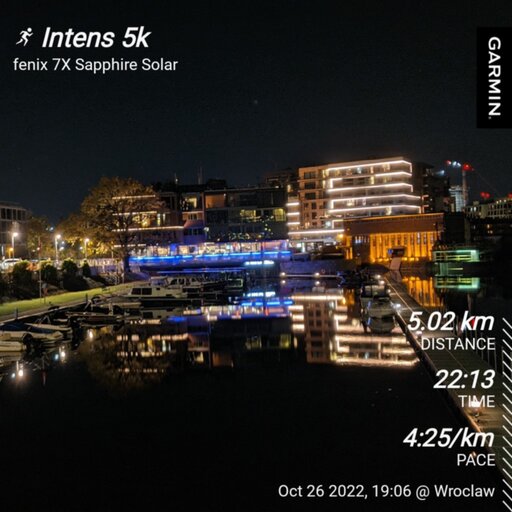 Intens 5k
fenix 7X Sapphire Solar
GARMIN.
5.02 km
DISTANCE
22:13
TIME
4:25/km
PACE
Oct 26 2022, 19:06 @ Wroclaw